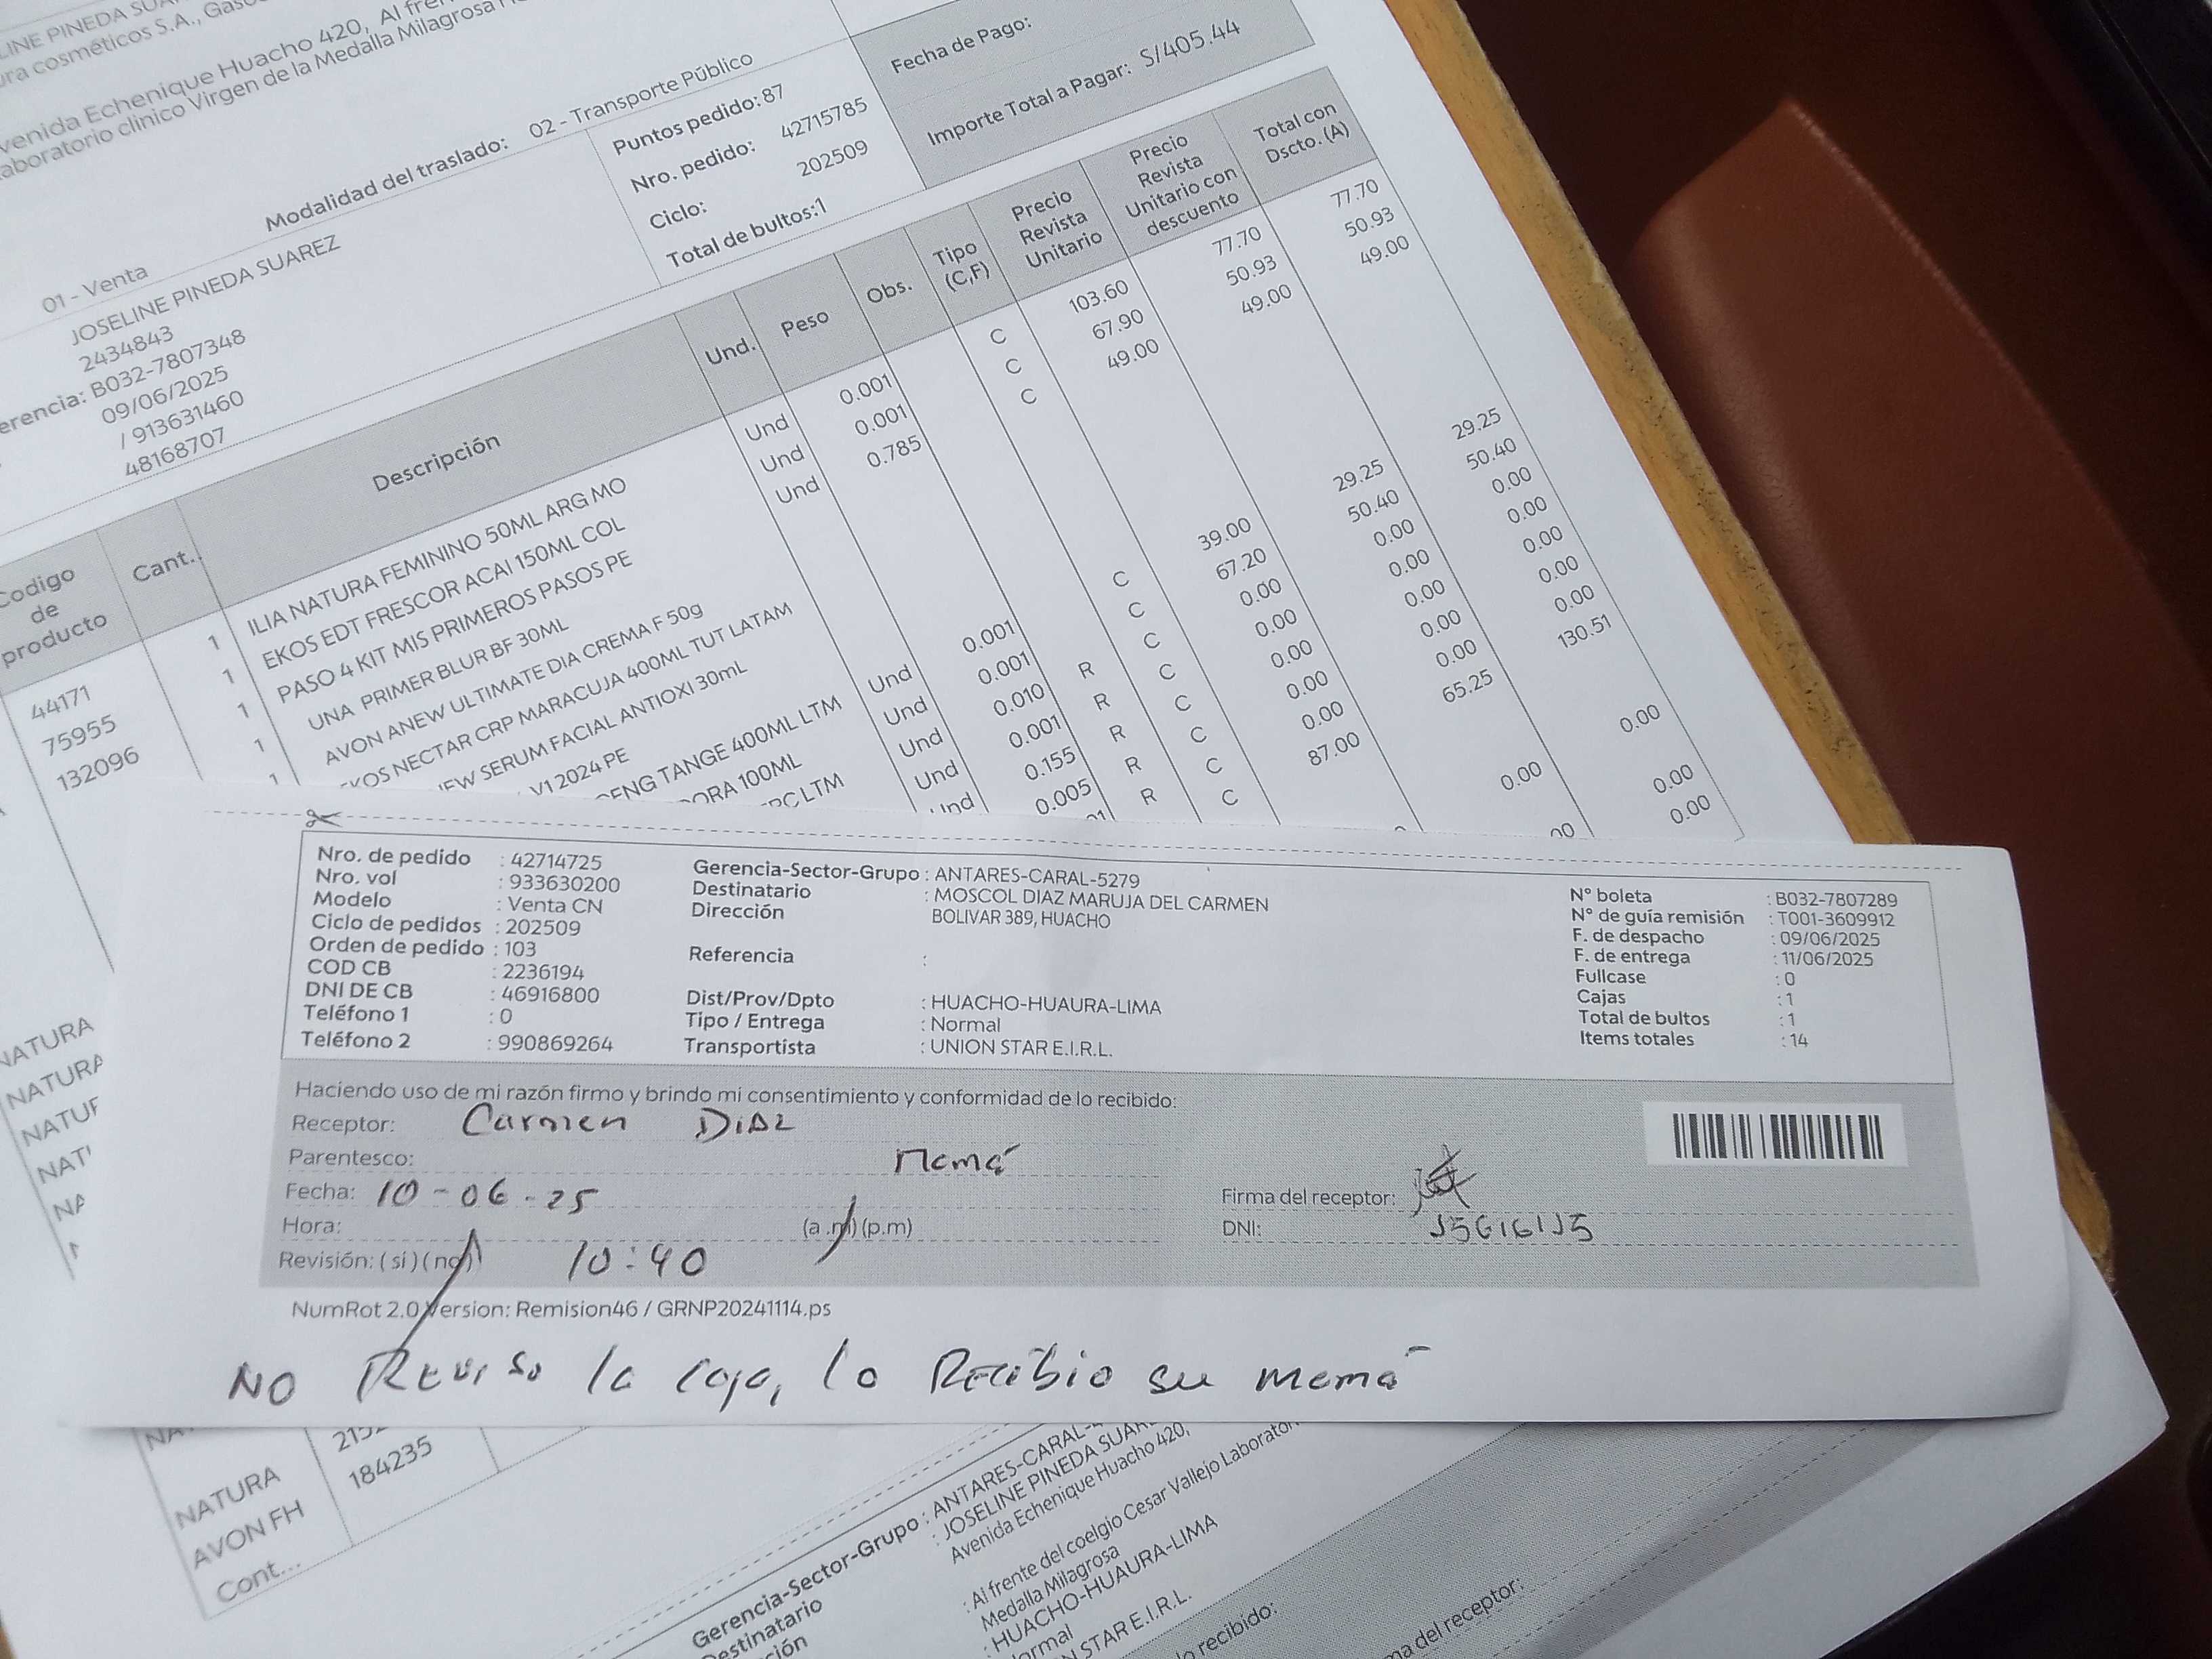 LINE PINEDA SUA
ura cosméticos S.A.,
venida Echenique Huacho 420, Al fre
aboratorio clínico Virgen de la Medalla Milagrosa
Modalidad del traslado: 02 - Transporte Público
Puntos pedido: 87
Nro. pedido: 42715785
Ciclo: 202509
Total de bultos:1
Fecha de Pago:
Importe Total a Pagar: S/405.44
01 - Venta
JOSELINE PINEDA SUAREZ
2434843
erencia: B032-7807348
09/06/2025
/ 913631460
48168707
Codigo de producto Cant.. Descripción Und. Peso Obs. Tipo (C,F) Precio Revista Unitario Precio Revista Unitario con descuento Total con Dscto. (A)
44171 1 ILIA NATURA FEMININO 50ML ARG MO Und 0.001 C 103.60 77.70 77.70
75955 1 EKOS EDT FRESCOR ACAI 150ML COL Und 0.001 C 67.90 50.93 50.93
132096 1 PASO 4 KIT MIS PRIMEROS PASOS PE Und 0.785 C 49.00 49.00 49.00
1 UNA PRIMER BLUR BF 30ML
1 AVON ANEW ULTIMATE DIA CREMA F 50g
EKOS NECTAR CRP MARACUJA 400ML TUT LATAM
EW SERUM FACIAL ANTIOXI 30mL
V1 2024 PE
ENG TANGE 400ML LTM
ORA 100ML
LTM
Und 0.001 C 39.00 29.25 29.25
Und 0.001 C 67.20 50.40 50.40
Und 0.010 R C 0.00 0.00 0.00
Und 0.001 R C 0.00 0.00 0.00
Und 0.155 R C 0.00 0.00 0.00
0.005 R C 0.00 0.00 0.00
R C 0.00 0.00 0.00
87.00 65.25 130.51
0.00 0.00
0.00
0.00
Nro. de pedido : 42714725
Nro. vol : 933630200
Modelo : Venta CN
Ciclo de pedidos : 202509
Orden de pedido : 103
COD CB : 2236194
DNI DE CB : 46916800
Teléfono 1 : 0
Teléfono 2 : 990869264
Gerencia-Sector-Grupo : ANTARES-CARAL-5279
Destinatario : MOSCOL DIAZ MARUJA DEL CARMEN
Dirección BOLIVAR 389, HUACHO
Referencia :
Dist/Prov/Dpto : HUACHO-HUAURA-LIMA
Tipo / Entrega : Normal
Transportista : UNION STAR E.I.R.L.
N° boleta : B032-7807289
N° de guía remisión : T001-3609912
F. de despacho : 09/06/2025
F. de entrega : 11/06/2025
Fullcase : 0
Cajas : 1
Total de bultos : 1
Items totales : 14
Haciendo uso de mi razón firmo y brindo mi consentimiento y conformidad de lo recibido:
Receptor: Carmen DiAz
Parentesco: Mamá
Fecha: 10-06-25
Hora: (a .m) (p.m)
Revisión: ( si ) ( no ) 10:40
Firma del receptor:
DNI: 15616115
NumRot 2.0 Version: Remision46 / GRNP20241114.ps
NO Reviso la caja, lo Recibio su mamá
NATURA
NATURA
NATUR
NAT
NA
NATURA
AVON FH 184235
Cont...
Gerencia-Sector-Grupo : ANTARES-CARAL-
estinatario : JOSELINE PINEDA SUAR
ción Avenida Echenique Huacho 420,
: Al frente del coelgio Cesar Vallejo Laborator
Medalla Milagrosa
: HUACHO-HUAURA-LIMA
ormal
N STAR E.I.R.L.
lo recibido:
ma del receptor: